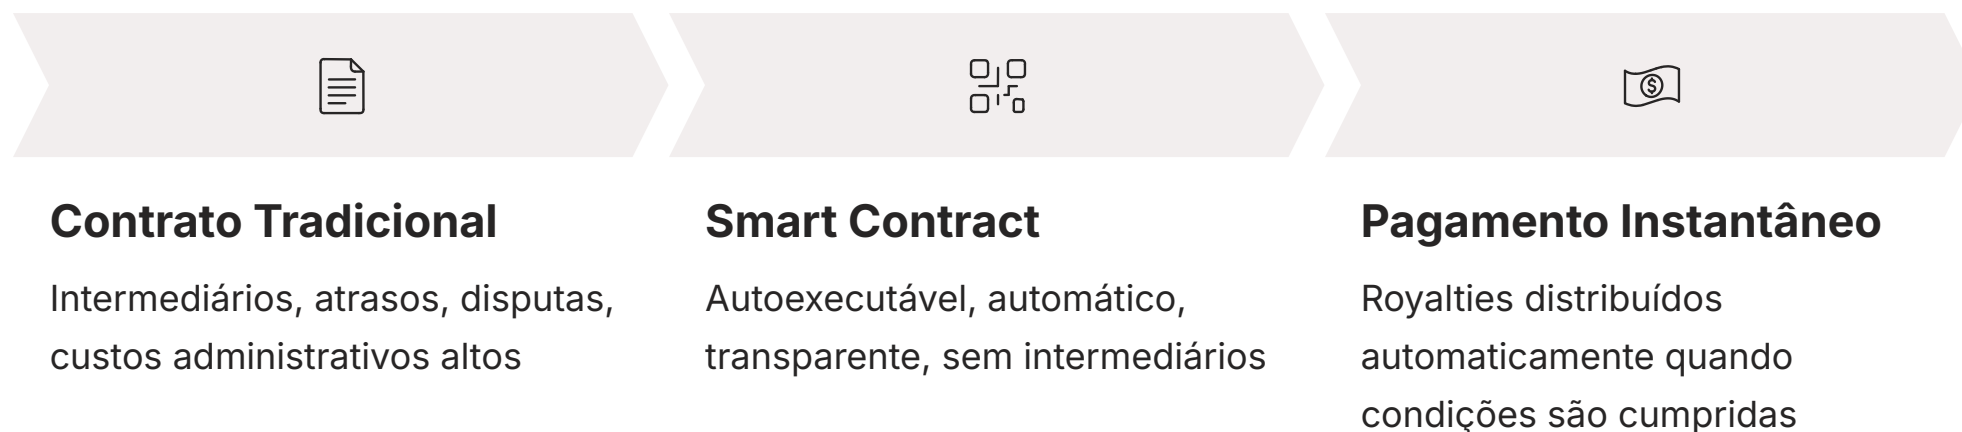 Contrato Tradicional
Intermediários, atrasos, disputas,
custos administrativos altos
Smart Contract
Autoexecutável, automático,
transparente, sem intermediários
Pagamento Instantâneo
Royalties distribuídos
automaticamente quando
condições são cumpridas